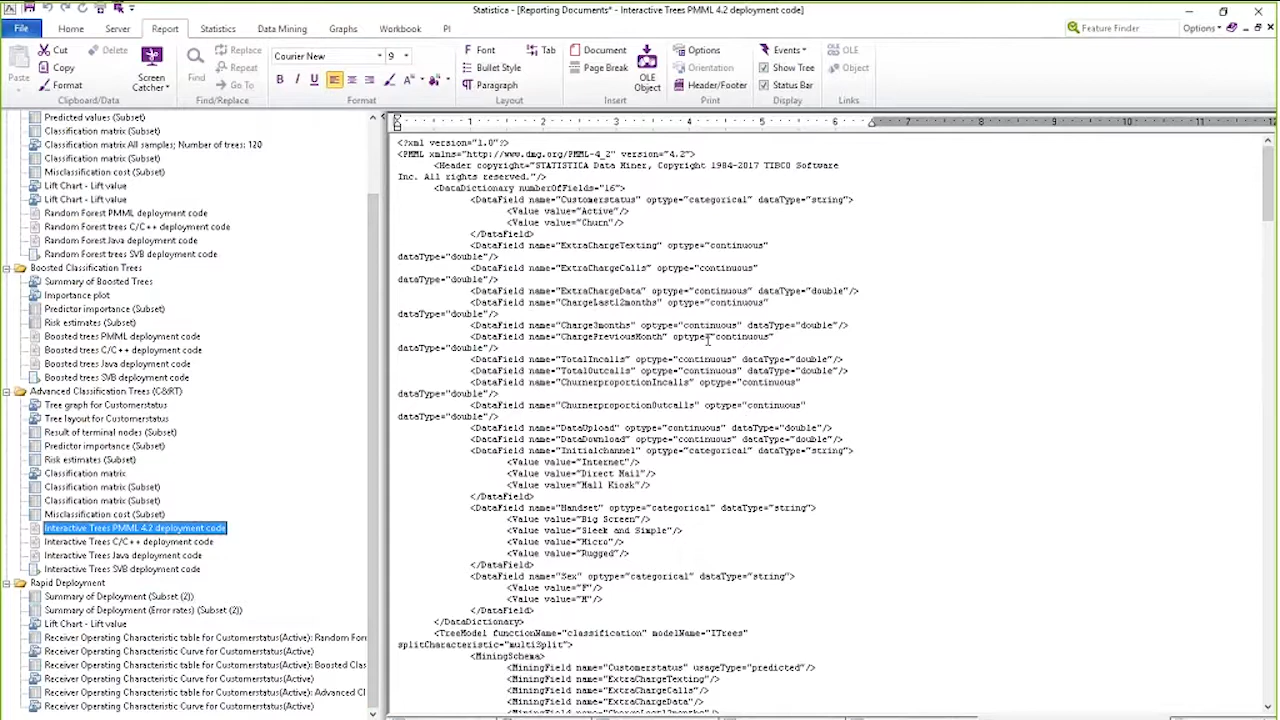 Statistica - [Reporting Documents* - Interactive Trees PMML 4.2 deployment code]
File Home Server Report Statistics Data Mining Graphs Workbook PI
Feature Finder Options
Paste Cut Copy Format Delete Screen Catcher
Find Replace Repeat Go To
Courier New 9
B I U A
Font Tab Bullet Style Paragraph
Document Page Break OLE Object
Options Orientation Header/Footer
Events Show Tree Status Bar
OLE Object
Clipboard/Data Find/Replace Format Layout Insert Print Display Links
1 2 3 4 5 6 7 8 9 10 11 12
Predicted values (Subset)
Classification matrix (Subset)
Classification matrix All samples; Number of trees: 120
Classification matrix (Subset)
Misclassification cost (Subset)
Lift Chart - Lift value
Lift Chart - Lift value
Random Forest PMML deployment code
Random Forest trees C/C++ deployment code
Random Forest Java deployment code
Random Forest trees SVB deployment code
Boosted Classification Trees
Summary of Boosted Trees
Importance plot
Predictor importance (Subset)
Risk estimates (Subset)
Boosted trees PMML deployment code
Boosted trees C/C++ deployment code
Boosted trees Java deployment code
Boosted trees SVB deployment code
Advanced Classification Trees (C&RT)
Tree graph for Customerstatus
Tree layout for Customerstatus
Result of terminal nodes (Subset)
Predictor importance (Subset)
Risk estimates (Subset)
Classification matrix
Classification matrix (Subset)
Classification matrix (Subset)
Misclassification cost (Subset)
Interactive Trees PMML 4.2 deployment code
Interactive Trees C/C++ deployment code
Interactive Trees Java deployment code
Interactive Trees SVB deployment code
Rapid Deployment
Summary of Deployment (Subset (2))
Summary of Deployment (Error rates) (Subset (2))
Lift Chart - Lift value
Receiver Operating Characteristic table for Customerstatus(Active): Random For
Receiver Operating Characteristic Curve for Customerstatus(Active)
Receiver Operating Characteristic table for Customerstatus(Active): Boosted Clas
Receiver Operating Characteristic Curve for Customerstatus(Active)
Receiver Operating Characteristic table for Customerstatus(Active): Advanced Cl
Receiver Operating Characteristic Curve for Customerstatus(Active)
<?xml version="1.0"?>
<PMML xmlns="http://www.dmg.org/PMML-4_2" version="4.2">
<Header copyright="STATISTICA Data Miner, Copyright 1984-2017 TIBCO Software
Inc. All rights reserved."/>
<DataDictionary numberOfFields="16">
<DataField name="Customerstatus" optype="categorical" dataType="string">
<Value value="Active"/>
<Value value="Churn"/>
</DataField>
<DataField name="ExtraChargeTexting" optype="continuous"
dataType="double"/>
<DataField name="ExtraChargeCalls" optype="continuous"
dataType="double"/>
<DataField name="ExtraChargeData" optype="continuous" dataType="double"/>
<DataField name="ChargeLast12months" optype="continuous"
dataType="double"/>
<DataField name="Charge3months" optype="continuous" dataType="double"/>
<DataField name="ChargePreviousMonth" optype="continuous"
dataType="double"/>
<DataField name="TotalIncalls" optype="continuous" dataType="double"/>
<DataField name="TotalOutcalls" optype="continuous" dataType="double"/>
<DataField name="ChurnerproportionIncalls" optype="continuous"
dataType="double"/>
<DataField name="ChurnerproportionOutcalls" optype="continuous"
dataType="double"/>
<DataField name="DataUpload" optype="continuous" dataType="double"/>
<DataField name="DataDownload" optype="continuous" dataType="double"/>
<DataField name="Initialchannel" optype="categorical" dataType="string">
<Value value="Internet"/>
<Value value="Direct Mail"/>
<Value value="Mall Kiosk"/>
</DataField>
<DataField name="Handset" optype="categorical" dataType="string">
<Value value="Big Screen"/>
<Value value="Sleek and Simple"/>
<Value value="Micro"/>
<Value value="Rugged"/>
</DataField>
<DataField name="Sex" optype="categorical" dataType="string">
<Value value="F"/>
<Value value="M"/>
</DataField>
</DataDictionary>
<TreeModel functionName="classification" modelName="ITrees"
splitCharacteristic="multiSplit">
<MiningSchema>
<MiningField name="Customerstatus" usageType="predicted"/>
<MiningField name="ExtraChargeTexting"/>
<MiningField name="ExtraChargeCalls"/>
<MiningField name="ExtraChargeData"/>
<MiningField name="ChargeLast12months"/>